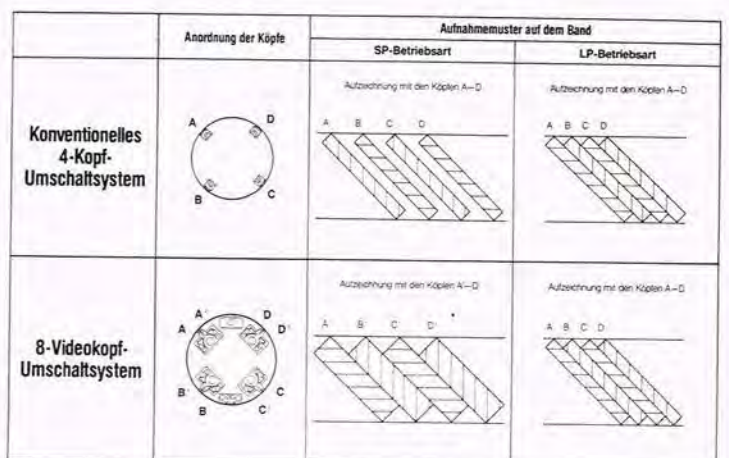 Anordnung der Köpfe
Aufnahmemuster auf dem Band
SP-Betriebsart
LP-Betriebsart
Konventionelles
4-Kopf-
Umschaltsystem
A D
B C
Aufzeichnung mit den Köpfen A—D
A B C D
Aufzeichnung mit den Köpfen A—D
A B C D
8-Videokopf-
Umschaltsystem
A' D
A D'
B' C
B C'
Aufzeichnung mit den Köpfen A'—D
A B' C D'
Aufzeichnung mit den Köpfen A—D
A B C D